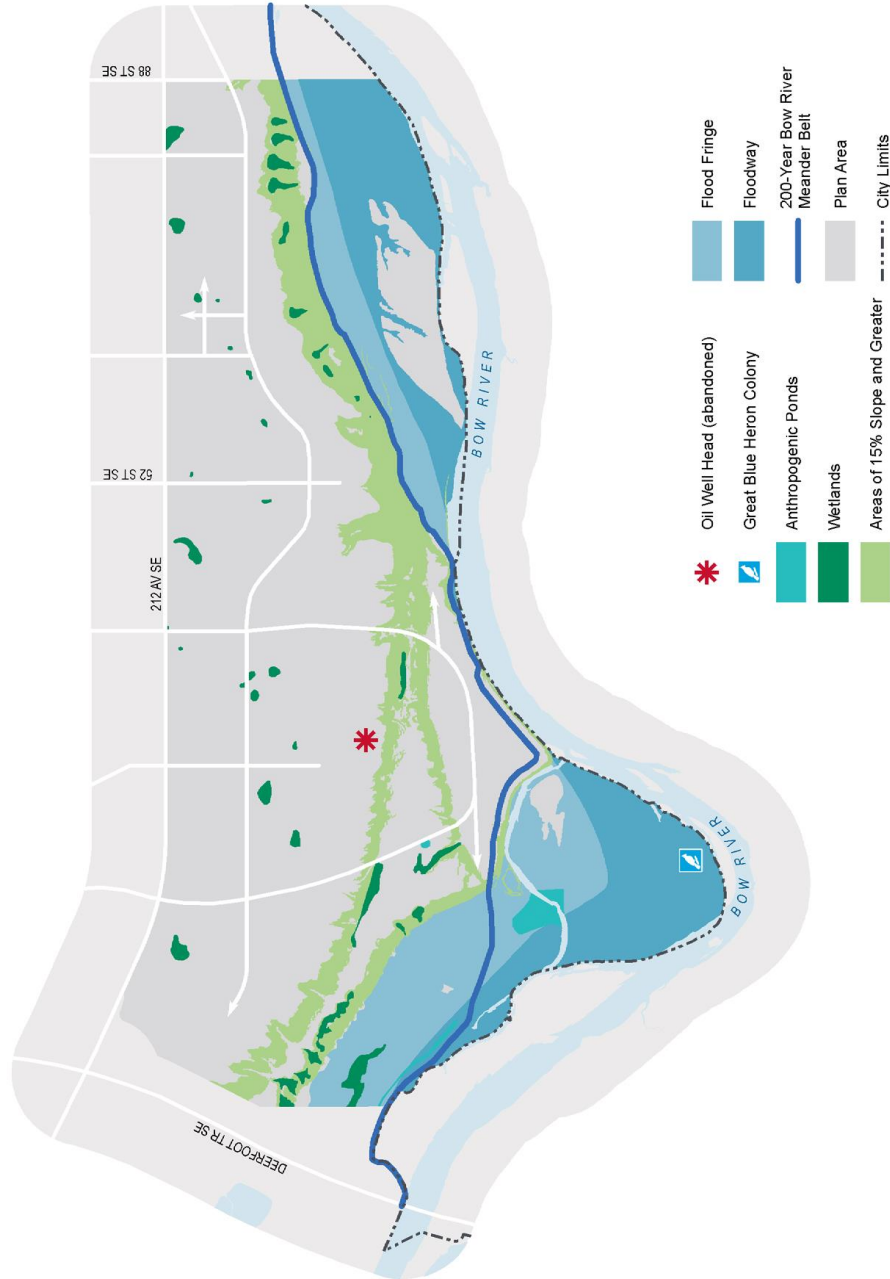 88 ST SE
52 ST SE
212 AV SE
DEERFOOT TR SE
BOW RIVER
BOW RIVER
Oil Well Head (abandoned)
Great Blue Heron Colony
Anthropogenic Ponds
Wetlands
Areas of 15% Slope and Greater
Flood Fringe
Floodway
200-Year Bow River
Meander Belt
Plan Area
City Limits